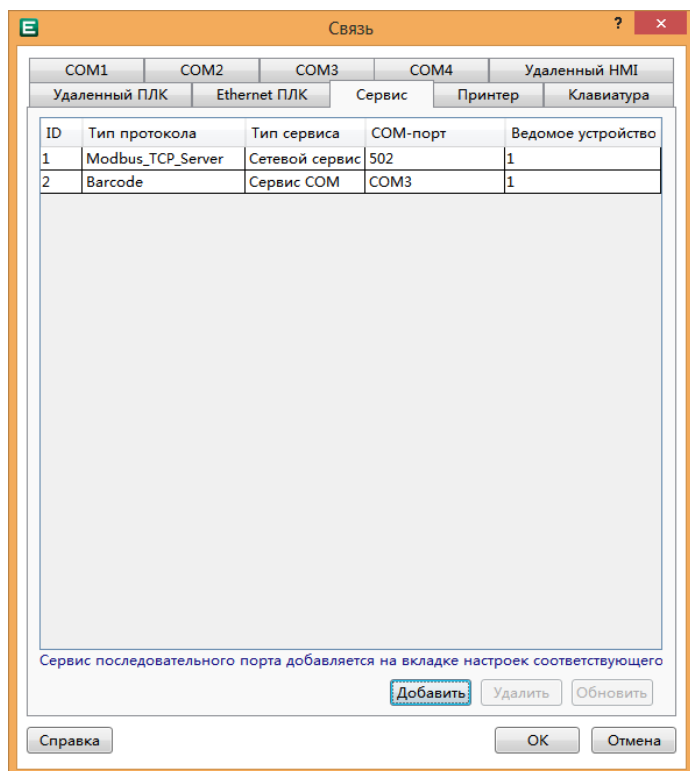 E Связь ? ×
COM1 COM2 COM3 COM4 Удаленный HMI
Удаленный ПЛК Ethernet ПЛК Сервис Принтер Клавиатура
ID Тип протокола Тип сервиса COM-порт Ведомое устройство
1 Modbus_TCP_Server Сетевой сервис 502 1
2 Barcode Сервис COM COM3 1
Сервис последовательного порта добавляется на вкладке настроек соответствующего
Добавить Удалить Обновить
Справка OK Отмена